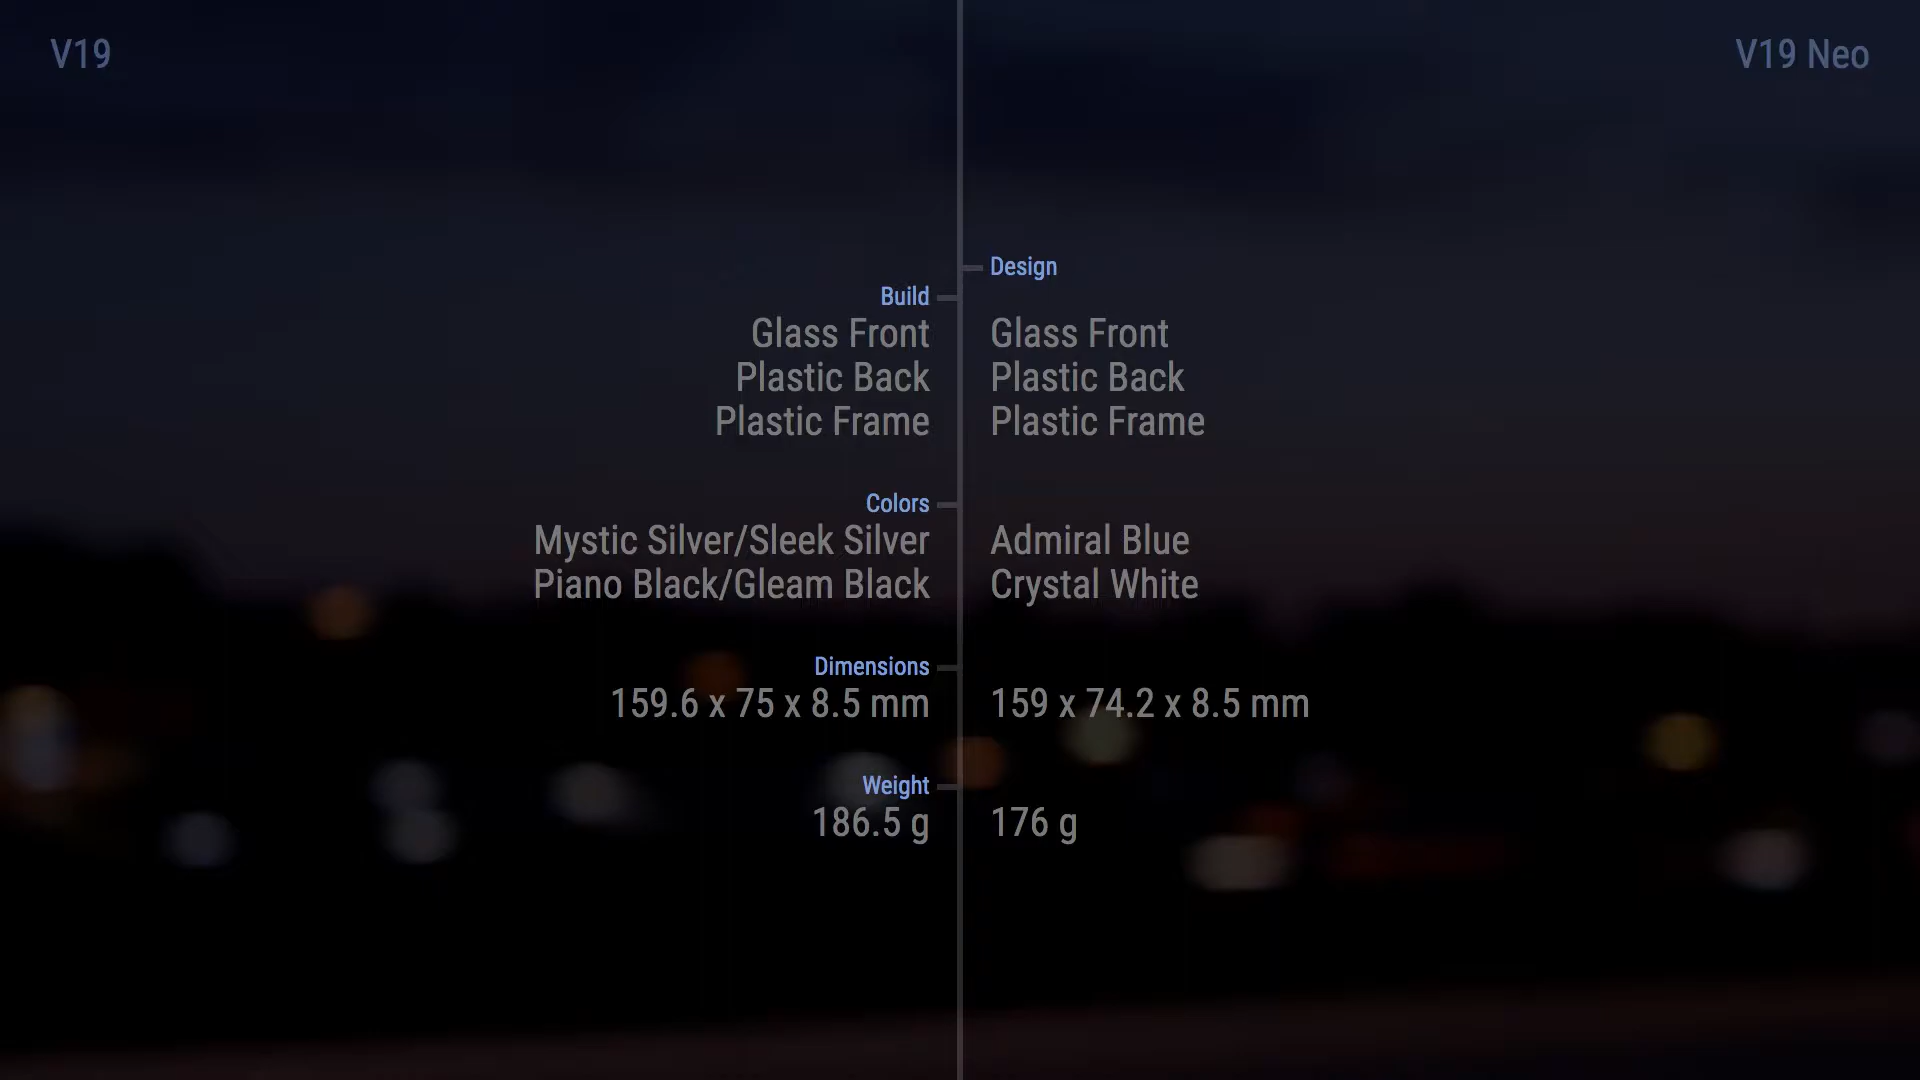 V19
V19 Neo
Design
Build
Glass Front
Plastic Back
Plastic Frame
Glass Front
Plastic Back
Plastic Frame
Colors
Mystic Silver/Sleek Silver
Piano Black/Gleam Black
Admiral Blue
Crystal White
Dimensions
159.6 x 75 x 8.5 mm
159 x 74.2 x 8.5 mm
Weight
186.5 g
176 g